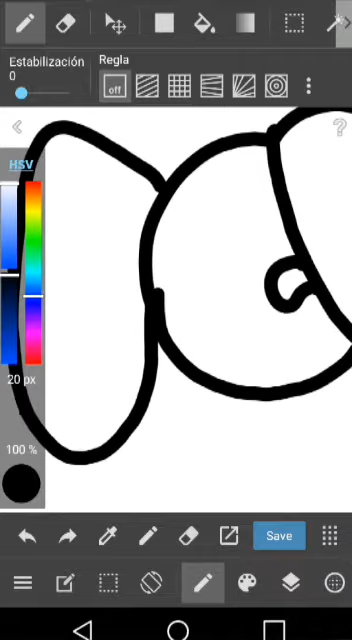 Estabilización
0
Regla
off
HSV
20 px
100 %
Save